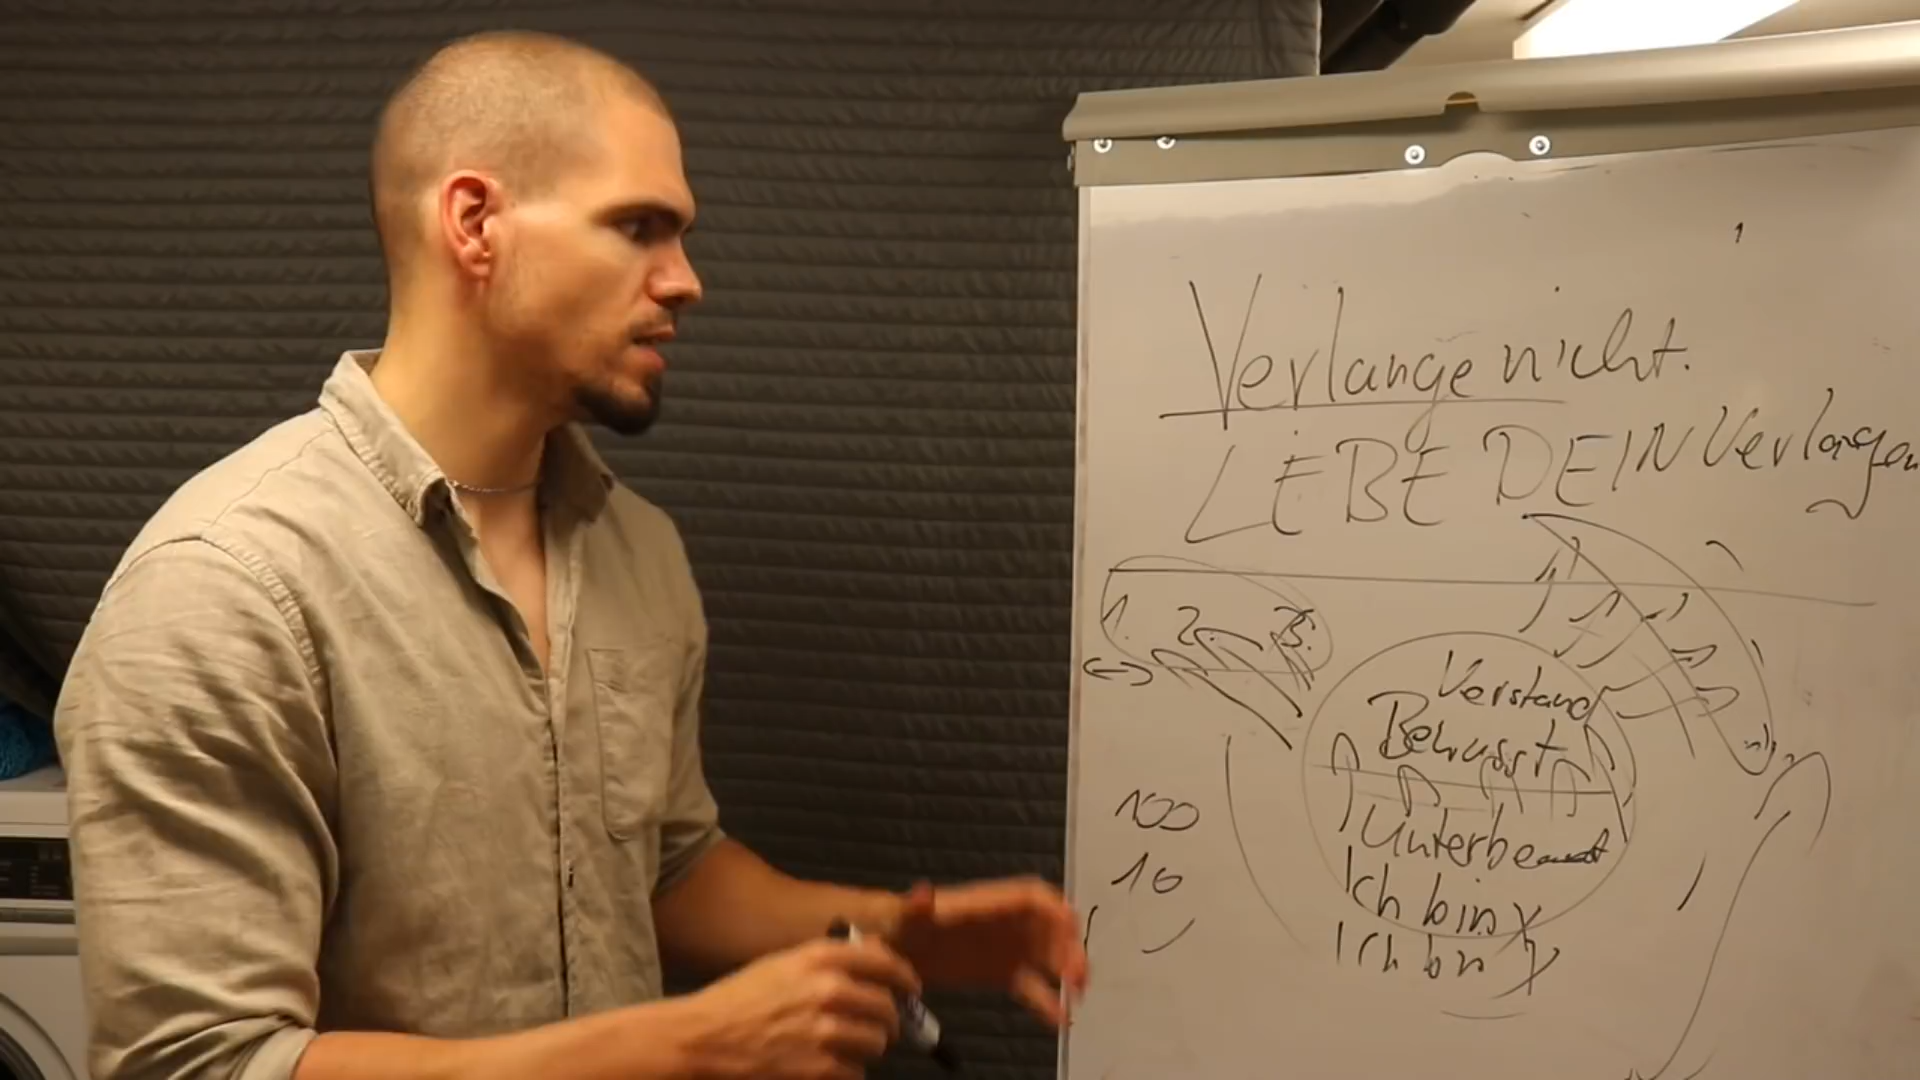 Verlange nicht.
LEBE DEIN Verlangen
1. 2. 3.
Verstand
Bewusst
100
Unterbewusst
10
Ich bin X
Ich bin y